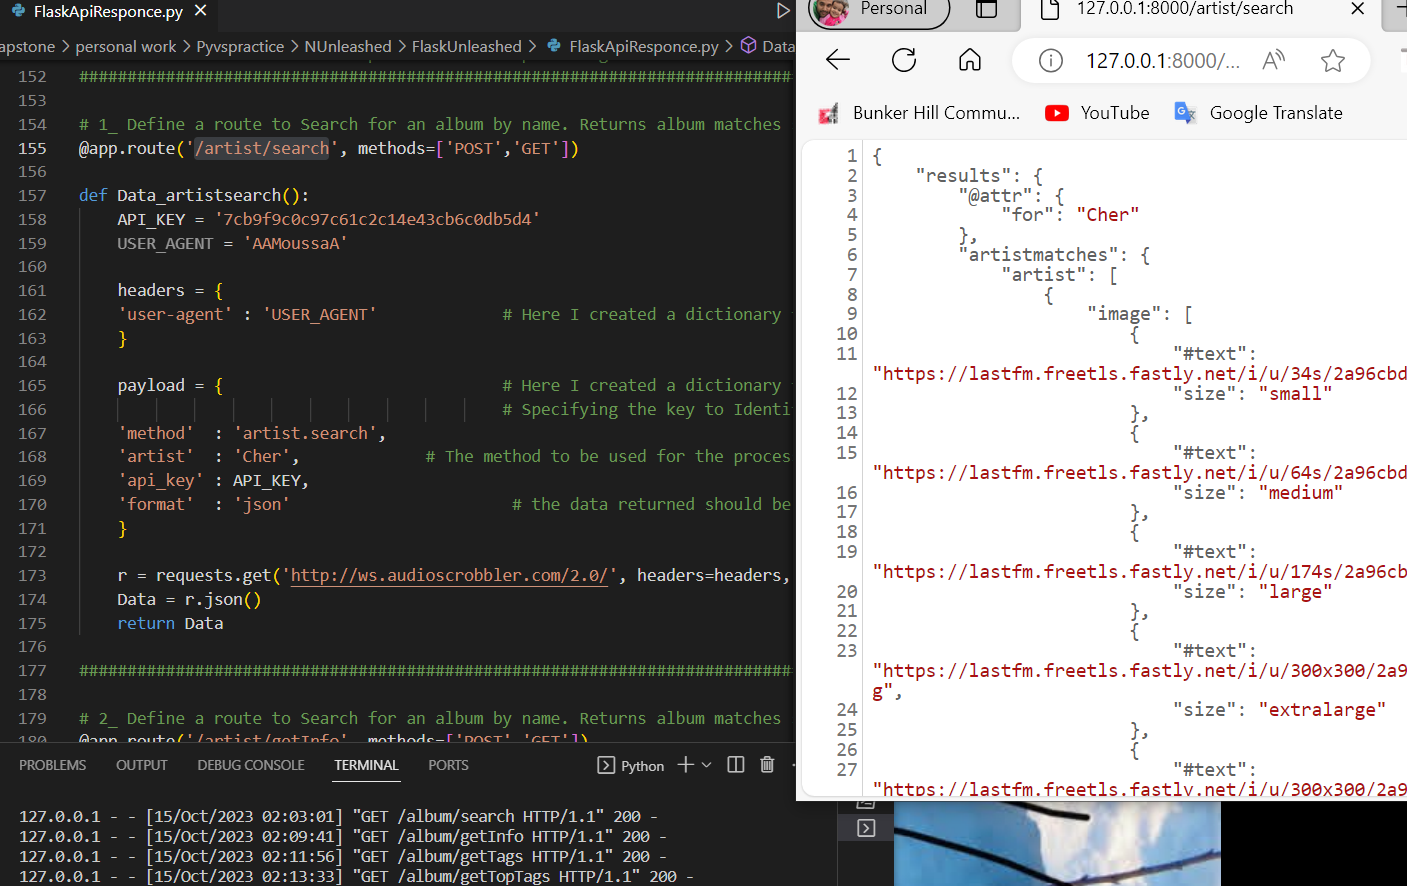 FlaskApiResponce.py
apstone > personal work > Pyvspractice > NUnleashed > FlaskUnleashed > FlaskApiResponce.py > Data
152 ##########################################################################
153
154 # 1_ Define a route to Search for an album by name. Returns album matches
155 @app.route('/artist/search', methods=['POST','GET'])
156
157 def Data_artistsearch():
158 API_KEY = '7cb9f9c0c97c61c2c14e43cb6c0db5d4'
159 USER_AGENT = 'AAMoussaA'
160
161 headers = {
162 'user-agent' : 'USER_AGENT' # Here I created a dictionary
163 }
164
165 payload = { # Here I created a dictionary
166 # Specifying the key to Identi
167 'method' : 'artist.search',
168 'artist' : 'Cher', # The method to be used for the proces
169 'api_key' : API_KEY,
170 'format' : 'json' # the data returned should be
171 }
172
173 r = requests.get('http://ws.audioscrobbler.com/2.0/', headers=headers,
174 Data = r.json()
175 return Data
176
177 ##########################################################################
178
179 # 2_ Define a route to Search for an album by name. Returns album matches
180 @app.route('/artist/getInfo', methods=['POST','GET'])
PROBLEMS OUTPUT DEBUG CONSOLE TERMINAL PORTS Python
127.0.0.1 - - [15/Oct/2023 02:03:01] "GET /album/search HTTP/1.1" 200 -
127.0.0.1 - - [15/Oct/2023 02:09:41] "GET /album/getInfo HTTP/1.1" 200 -
127.0.0.1 - - [15/Oct/2023 02:11:56] "GET /album/getTags HTTP/1.1" 200 -
127.0.0.1 - - [15/Oct/2023 02:13:33] "GET /album/getTopTags HTTP/1.1" 200 -
Personal 127.0.0.1:8000/artist/search
127.0.0.1:8000/...
Bunker Hill Commu... YouTube Google Translate
1 {
2 "results": {
3 "@attr": {
4 "for": "Cher"
5 },
6 "artistmatches": {
7 "artist": [
8 {
9 "image": [
10 {
11 "#text":
"https://lastfm.freetls.fastly.net/i/u/34s/2a96cbd
12 "size": "small"
13 },
14 {
15 "#text":
"https://lastfm.freetls.fastly.net/i/u/64s/2a96cbd
16 "size": "medium"
17 },
18 {
19 "#text":
"https://lastfm.freetls.fastly.net/i/u/174s/2a96cb
20 "size": "large"
21 },
22 {
23 "#text":
"https://lastfm.freetls.fastly.net/i/u/300x300/2a9
g",
24 "size": "extralarge"
25 },
26 {
27 "#text":
"https://lastfm.freetls.fastly.net/i/u/300x300/2a9